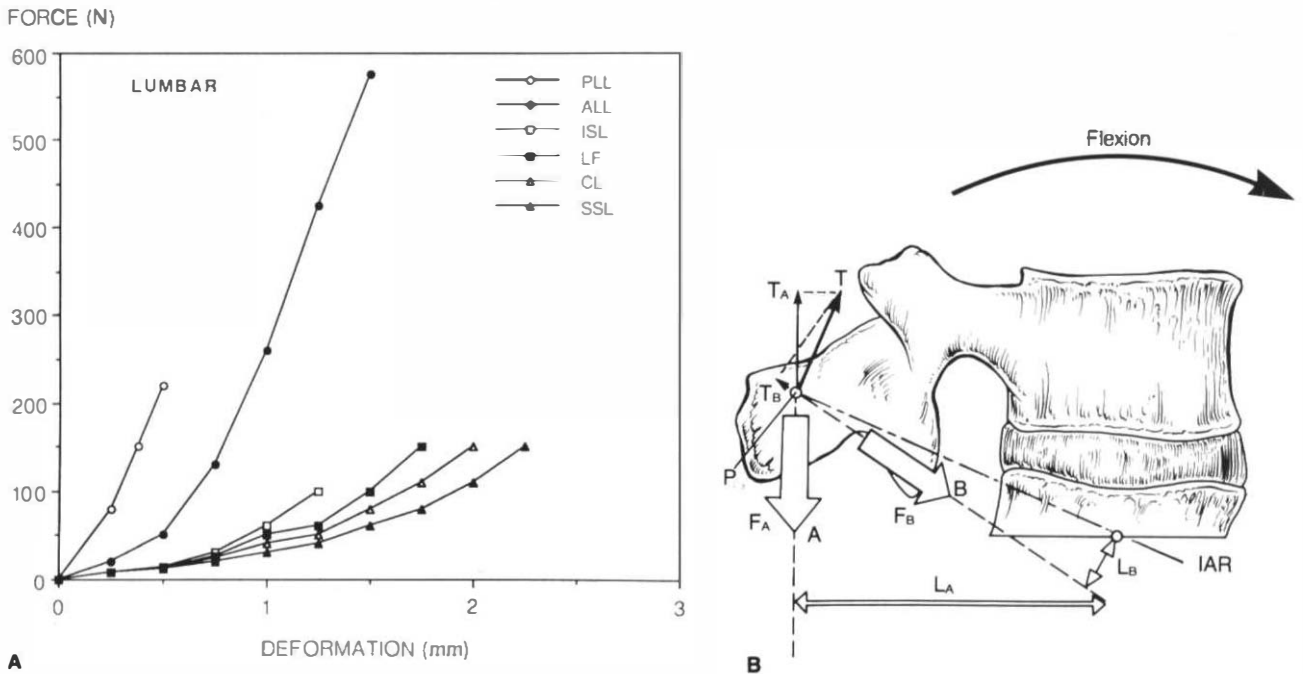 FORCE (N)
600
500
400
300
200
100
0
0
1
2
3
LUMBAR
PLL
ALL
ISL
LF
CL
SSL
DEFORMATION (mm)
A
Flexion
TA
T
TB
P
FA
A
FB
B
LA
LB
IAR
B